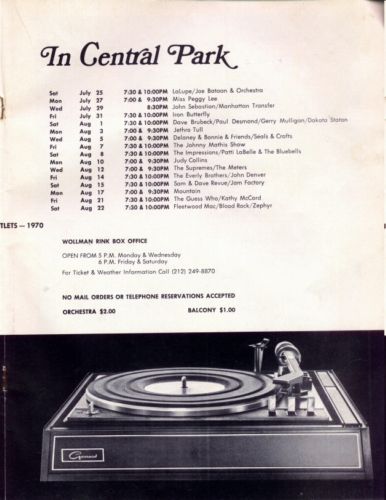 In Central Park
Sat July 25 7:30 & 10:00PM LaLupe/Joe Bataan & Orchestra
Mon July 27 7:00 & 9:30PM Miss Peggy Lee
Wed July 29 8:30PM John Sebastian/Manhattan Transfer
Fri July 31 7:30 & 10:00PM Iron Butterfly
Sat Aug 1 7:30 & 10:00PM Dave Brubeck/Paul Desmond/Gerry Mulligan/Dakota Staton
Mon Aug 3 7:00 & 9:30PM Jethro Tull
Wed Aug 5 7:00 & 9:30PM Delaney & Bonnie & Friends/Seals & Crofts
Fri Aug 7 7:30 & 10:00PM The Johnny Mathis Show
Sat Aug 8 7:30 & 10:00PM The Impressions/Patti LaBelle & The Bluebells
Mon Aug 10 7:00 & 9:30PM Judy Collins
Wed Aug 12 7:00 & 9:30PM The Supremes/The Meters
Fri Aug 14 7:30 & 10:00PM The Everly Brothers/John Denver
Sat Aug 15 7:30 & 10:00PM Sam & Dave Revue/Jam Factory
Mon Aug 17 7:00 & 9:30PM Mountain
Fri Aug 21 7:30 & 10:00PM The Guess Who/Kathy McCord
Sat Aug 22 7:30 & 10:00PM Fleetwood Mac/Blood Rock/Zephyr
TLETS — 1970
WOLLMAN RINK BOX OFFICE
OPEN FROM 5 P.M. Monday & Wednesday
6 P.M. Friday & Saturday
For Ticket & Weather Information Call (212) 249-8870
NO MAIL ORDERS OR TELEPHONE RESERVATIONS ACCEPTED
ORCHESTRA $2.00 BALCONY $1.00
Garrard